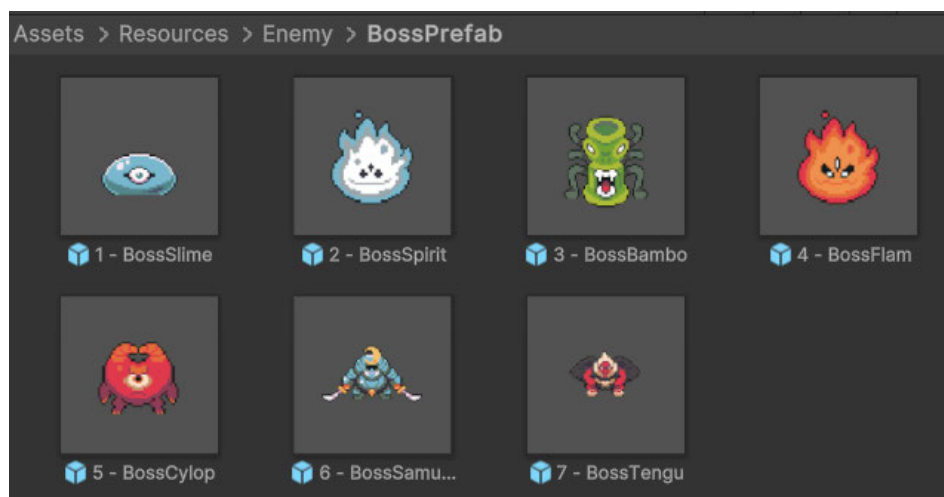 Assets > Resources > Enemy > BossPrefab
1 - BossSlime
2 - BossSpirit
3 - BossBambo
4 - BossFlam
5 - BossCylop
6 - BossSamu...
7 - BossTengu